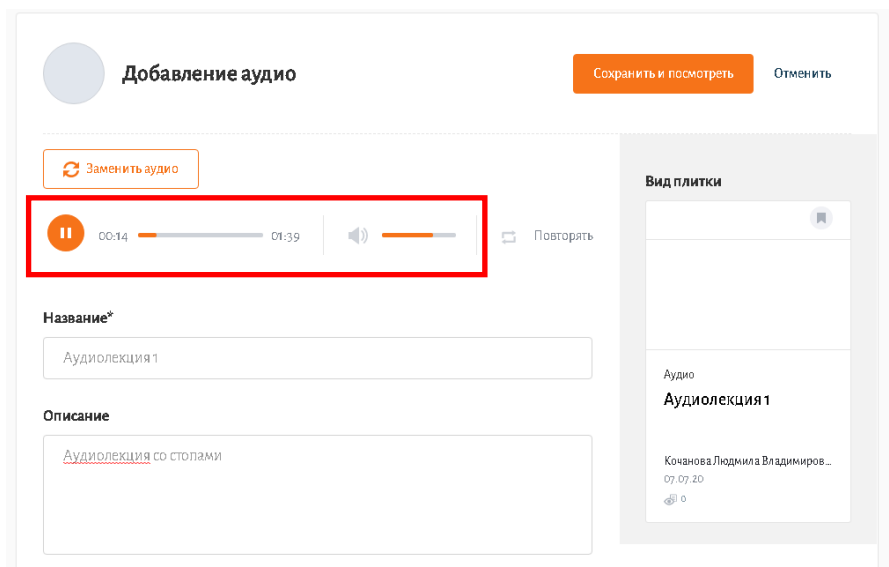 Добавление аудио
Сохранить и посмотреть
Отменить
Заменить аудио
00:14
01:39
Повторять
Название*
Аудиолекция 1
Описание
Аудиолекция со стопами
Вид плитки
Аудио
Аудиолекция 1
Кочанова Людмила Владимиров...
07.07.20
0